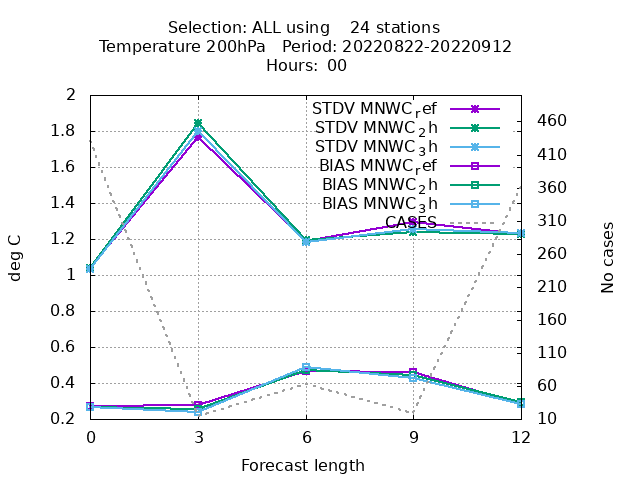 Selection: ALL using    24 stations
Temperature 200hPa   Period: 20220822-20220912
Hours:  00
STDV MNWC_ref
STDV MNWC_2h
STDV MNWC_3h
BIAS MNWC_ref
BIAS MNWC_2h
BIAS MNWC_3h
CASES
2
1.8
1.6
1.4
1.2
1
0.8
0.6
0.4
0.2
deg C
460
410
360
310
260
210
160
110
60
10
No cases
0 3 6 9 12
Forecast length